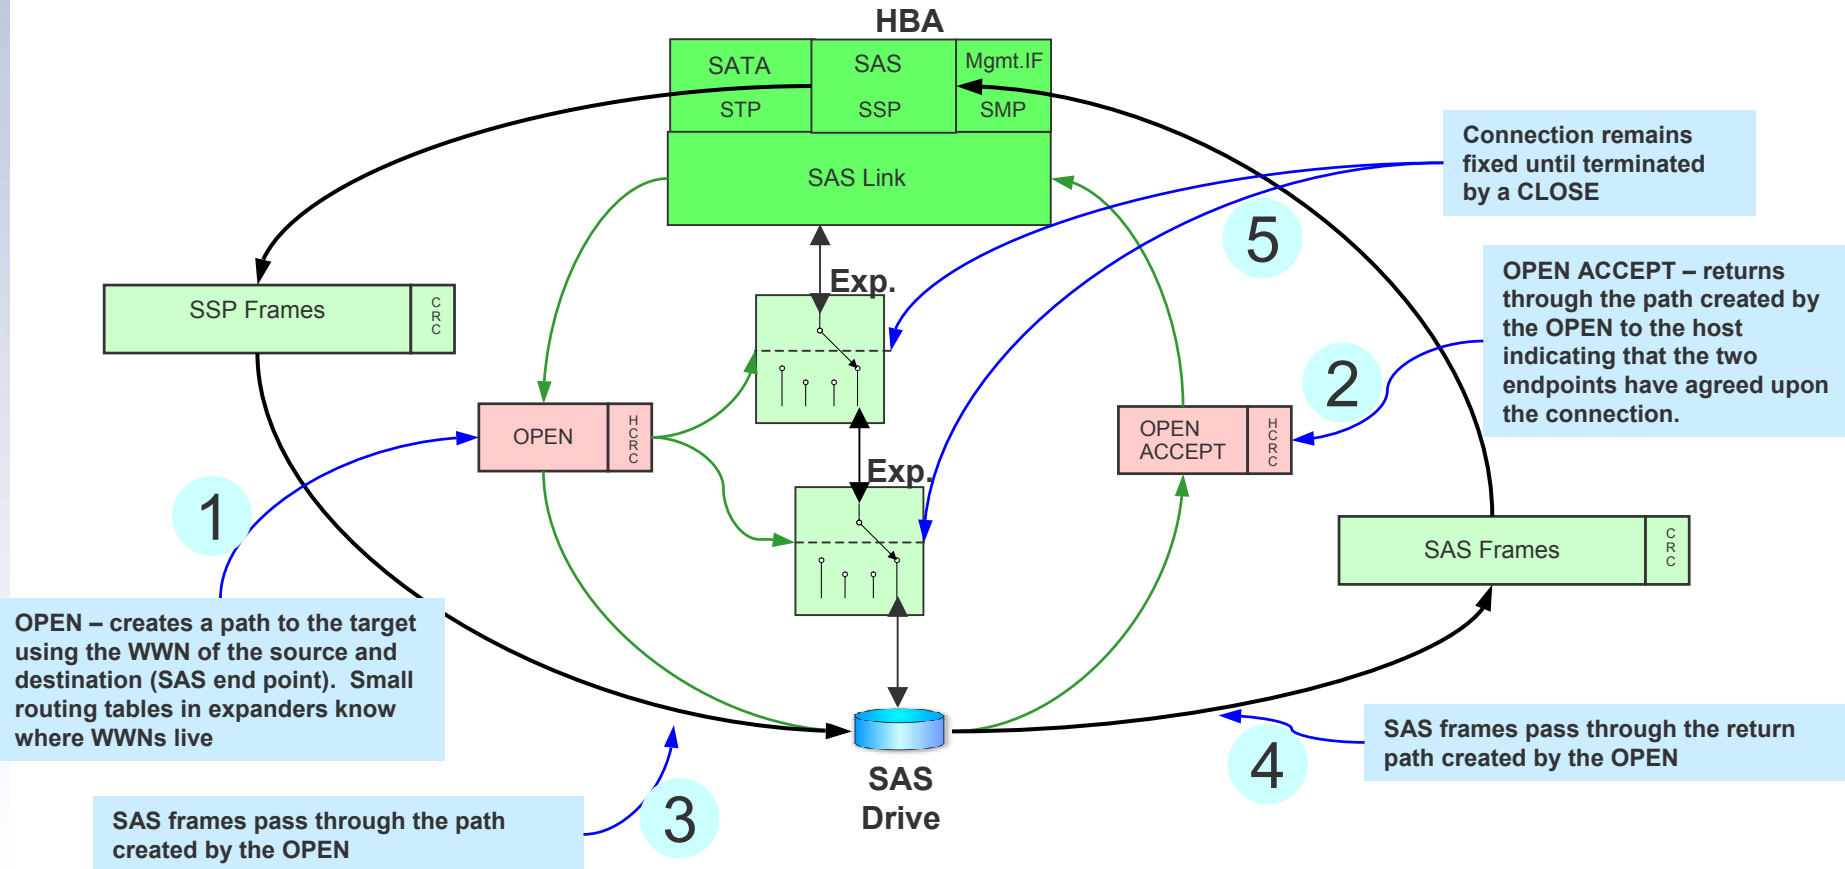 HBA
SATA
SAS
Mgmt.IF
STP
SSP
SMP
SAS Link
Connection remains
fixed until terminated
by a CLOSE
5
OPEN ACCEPT – returns
through the path created by
the OPEN to the host
indicating that the two
endpoints have agreed upon
the connection.
Exp.
SSP Frames
CRC
2
OPEN
HCRC
OPEN
ACCEPT
HCRC
Exp.
1
SAS Frames
CRC
OPEN – creates a path to the target
using the WWN of the source and
destination (SAS end point). Small
routing tables in expanders know
where WWNs live
SAS
Drive
4
SAS frames pass through the return
path created by the OPEN
3
SAS frames pass through the path
created by the OPEN